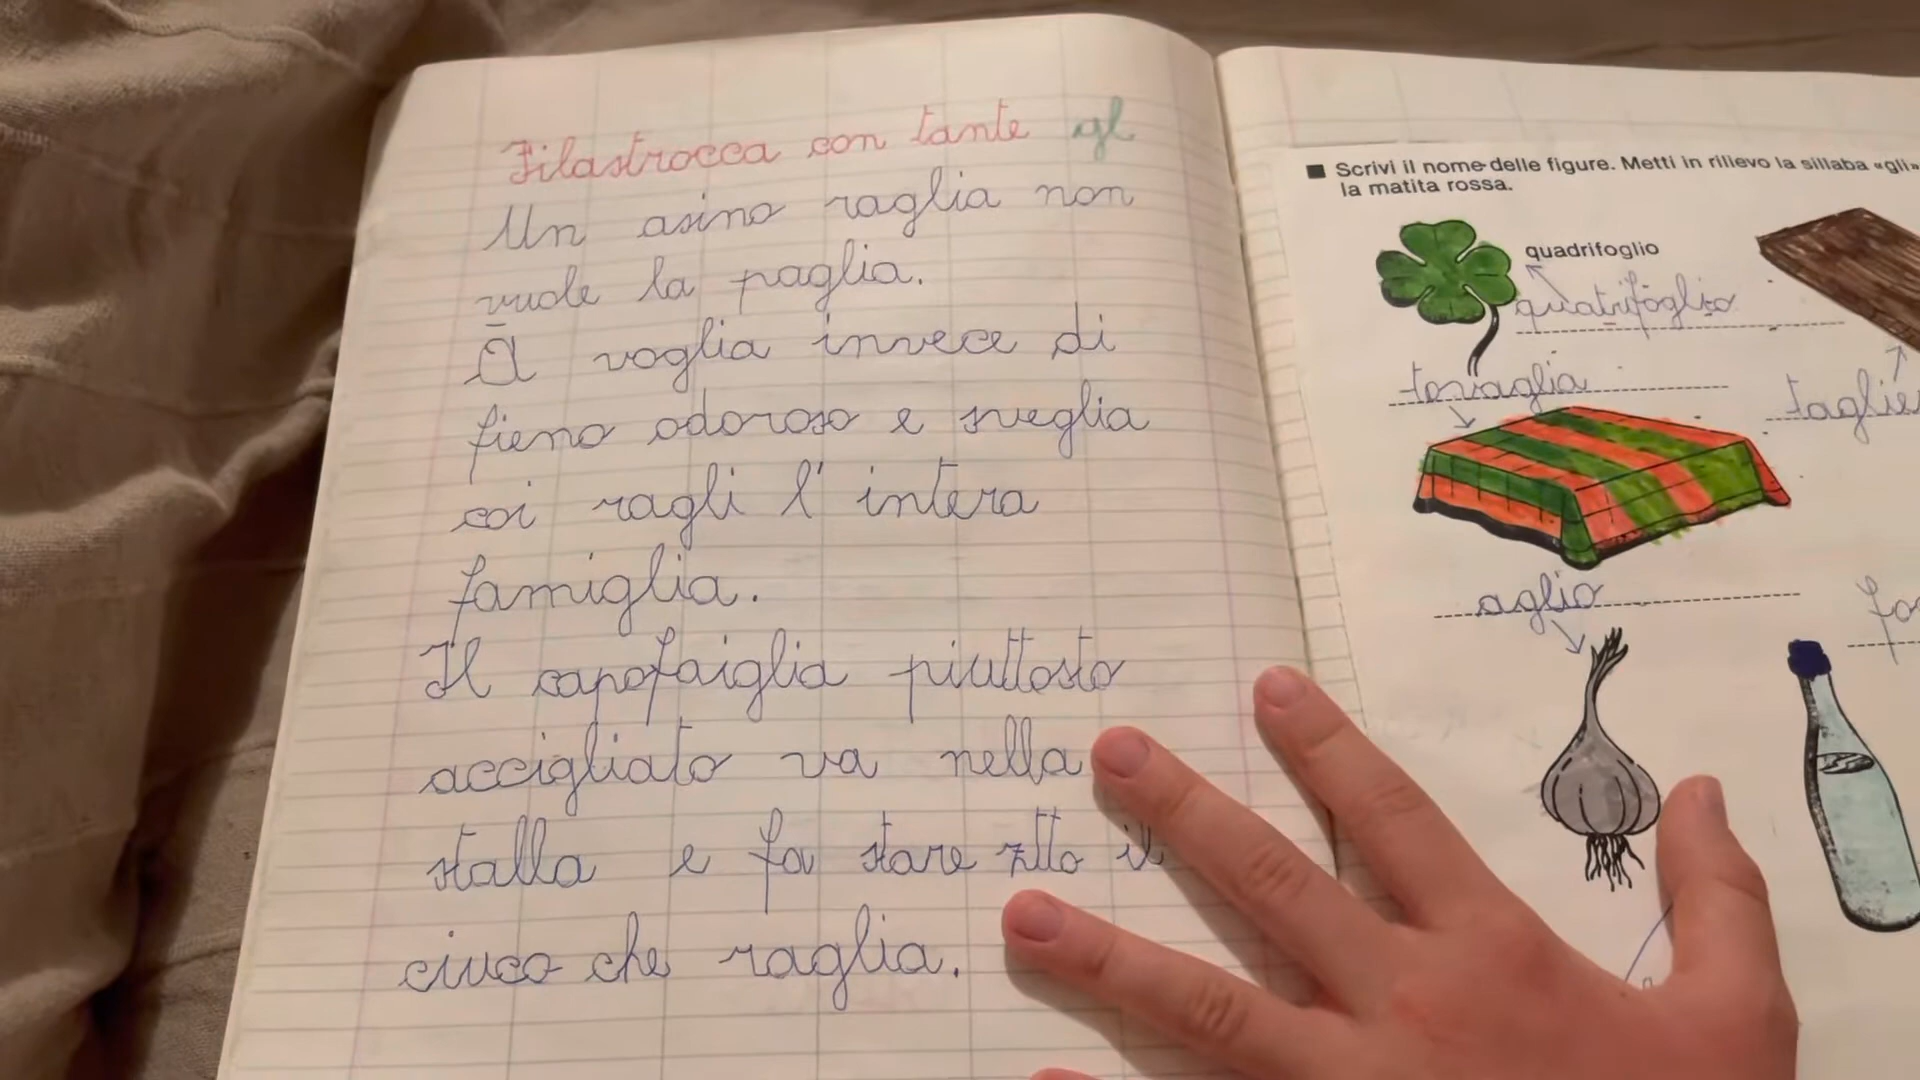 Filastrocca con tante gl
Un asino raglia non
vuole la paglia.
A voglia invece di
fieno odoroso e sveglia
coi ragli l'intera
famiglia.
Il capofaiglia piuttosto
accigliato va nella
stalla e fa stare zitto il
ciuco che raglia.
Scrivi il nome delle figure. Metti in rilievo la sillaba «gli»
la matita rossa.
quadrifoglio
quatrifoglio
tovaglia
taglie
aglio